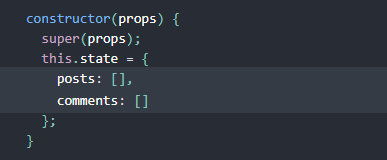 constructor(props) {
super(props);
this.state = {
posts: [],
comments: []
};
}